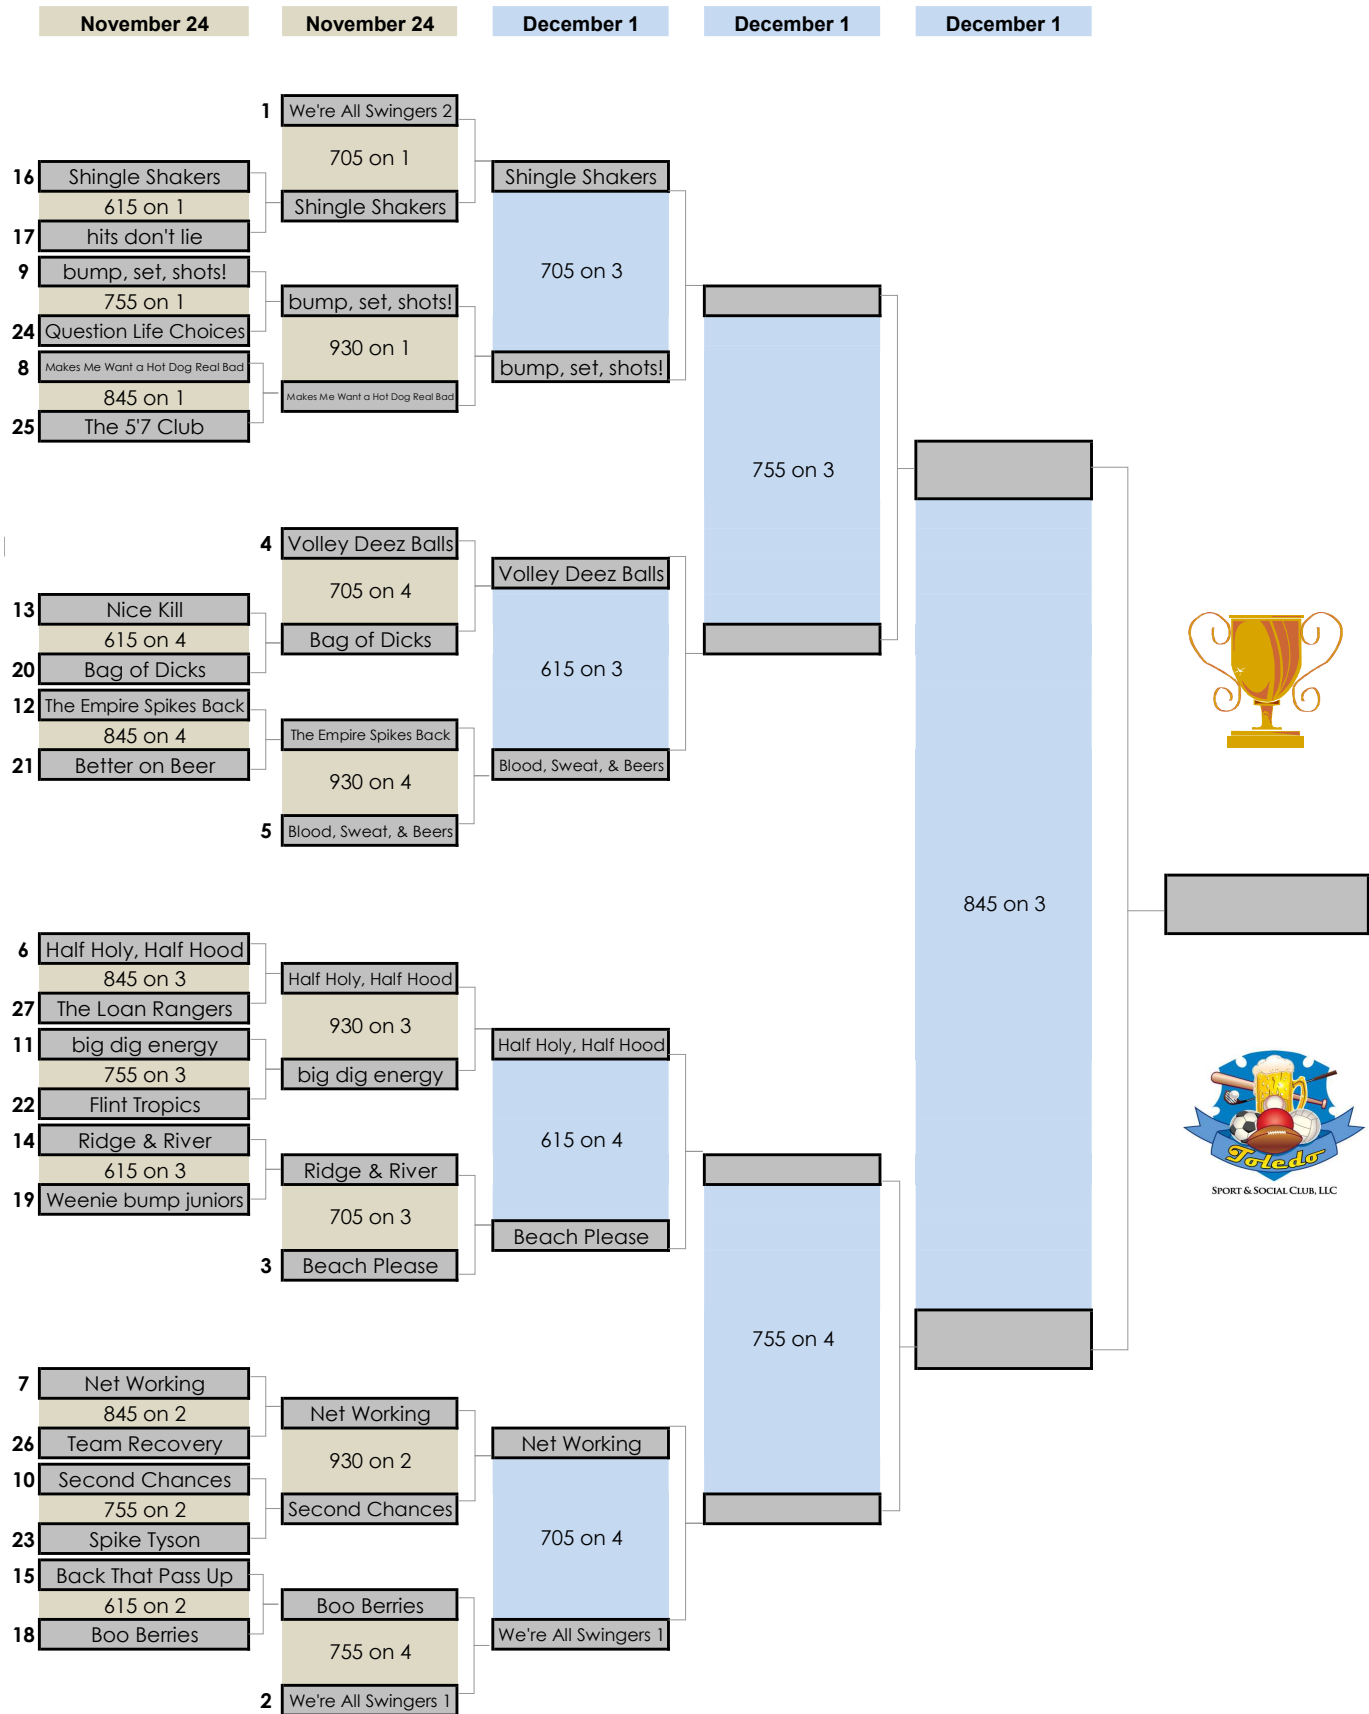 November 24
November 24
December 1
December 1
December 1
1 We're All Swingers 2
705 on 1
16 Shingle Shakers
615 on 1
17 hits don't lie
Shingle Shakers
Shingle Shakers
705 on 3
9 bump, set, shots!
755 on 1
24 Question Life Choices
bump, set, shots!
930 on 1
8 Makes Me Want a Hot Dog Real Bad
845 on 1
25 The 5'7 Club
Makes Me Want a Hot Dog Real Bad
bump, set, shots!
755 on 3
4 Volley Deez Balls
705 on 4
13 Nice Kill
615 on 4
20 Bag of Dicks
Bag of Dicks
Volley Deez Balls
615 on 3
12 The Empire Spikes Back
845 on 4
21 Better on Beer
The Empire Spikes Back
930 on 4
5 Blood, Sweat, & Beers
Blood, Sweat, & Beers
845 on 3
6 Half Holy, Half Hood
845 on 3
27 The Loan Rangers
Half Holy, Half Hood
930 on 3
11 big dig energy
755 on 3
22 Flint Tropics
big dig energy
Half Holy, Half Hood
615 on 4
14 Ridge & River
615 on 3
19 Weenie bump juniors
Ridge & River
705 on 3
3 Beach Please
Beach Please
755 on 4
7 Net Working
845 on 2
26 Team Recovery
Net Working
930 on 2
10 Second Chances
755 on 2
23 Spike Tyson
Second Chances
Net Working
705 on 4
15 Back That Pass Up
615 on 2
18 Boo Berries
Boo Berries
755 on 4
2 We're All Swingers 1
We're All Swingers 1
Toledo
SPORT & SOCIAL CLUB, LLC